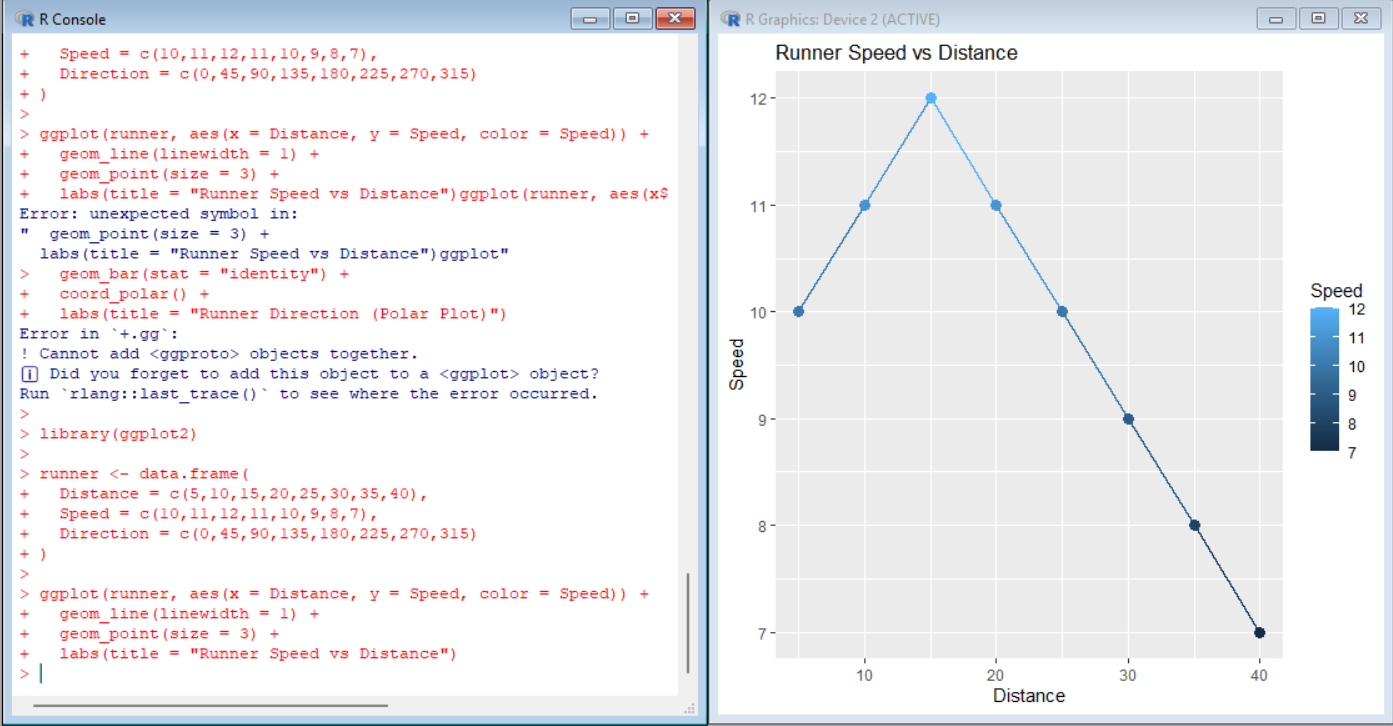 R Console
+   Speed = c(10,11,12,11,10,9,8,7),
+   Direction = c(0,45,90,135,180,225,270,315)
+ )
>
> ggplot(runner, aes(x = Distance, y = Speed, color = Speed)) +
+   geom_line(linewidth = 1) +
+   geom_point(size = 3) +
+   labs(title = "Runner Speed vs Distance")ggplot(runner, aes(x$
Error: unexpected symbol in:
"  geom_point(size = 3) +
  labs(title = "Runner Speed vs Distance")ggplot"
>   geom_bar(stat = "identity") +
+   coord_polar() +
+   labs(title = "Runner Direction (Polar Plot)")
Error in `+.gg`:
! Cannot add <ggproto> objects together.
i Did you forget to add this object to a <ggplot> object?
Run `rlang::last_trace()` to see where the error occurred.
>
> library(ggplot2)
>
> runner <- data.frame(
+   Distance = c(5,10,15,20,25,30,35,40),
+   Speed = c(10,11,12,11,10,9,8,7),
+   Direction = c(0,45,90,135,180,225,270,315)
+ )
>
> ggplot(runner, aes(x = Distance, y = Speed, color = Speed)) +
+   geom_line(linewidth = 1) +
+   geom_point(size = 3) +
+   labs(title = "Runner Speed vs Distance")
>
R Graphics: Device 2 (ACTIVE)
Runner Speed vs Distance
12
11
10
9
8
7
Speed
10 20 30 40
Distance
Speed
12
11
10
9
8
7